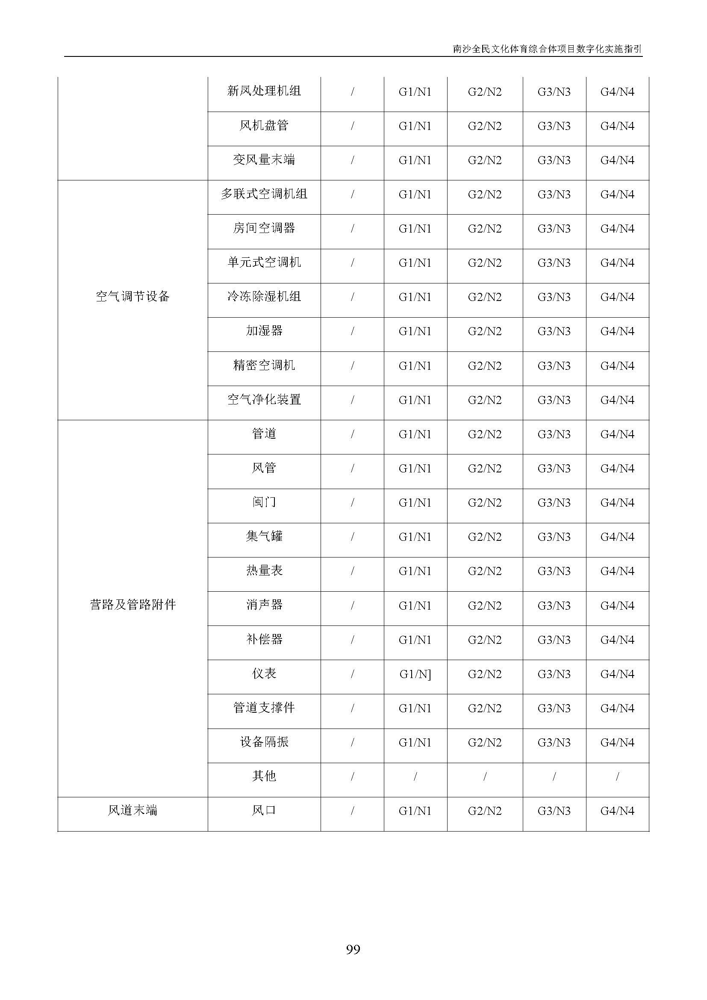 南沙全民文化体育综合体项目数字化实施指引
新凤处理机组 / G1/N1 G2/N2 G3/N3 G4/N4
风机盘管 / G1/N1 G2/N2 G3/N3 G4/N4
变风量末端 / G1/N1 G2/N2 G3/N3 G4/N4
多联式空调机组 / G1/N1 G2/N2 G3/N3 G4/N4
房间空调器 / G1/N1 G2/N2 G3/N3 G4/N4
单元式空调机 / G1/N1 G2/N2 G3/N3 G4/N4
空气调节设备 冷冻除湿机组 / G1/N1 G2/N2 G3/N3 G4/N4
加湿器 / G1/N1 G2/N2 G3/N3 G4/N4
精密空调机 / G1/N1 G2/N2 G3/N3 G4/N4
空气净化装置 / G1/N1 G2/N2 G3/N3 G4/N4
管道 / G1/N1 G2/N2 G3/N3 G4/N4
风管 / G1/N1 G2/N2 G3/N3 G4/N4
闽门 / G1/N1 G2/N2 G3/N3 G4/N4
集气罐 / G1/N1 G2/N2 G3/N3 G4/N4
热量表 / G1/N1 G2/N2 G3/N3 G4/N4
营路及管路附件 消声器 / G1/N1 G2/N2 G3/N3 G4/N4
补偿器 / G1/N1 G2/N2 G3/N3 G4/N4
仪表 / G1/N] G2/N2 G3/N3 G4/N4
管道支撑件 / G1/N1 G2/N2 G3/N3 G4/N4
设备隔振 / G1/N1 G2/N2 G3/N3 G4/N4
其他 / / / / /
风道末端 风口 / G1/N1 G2/N2 G3/N3 G4/N4
99